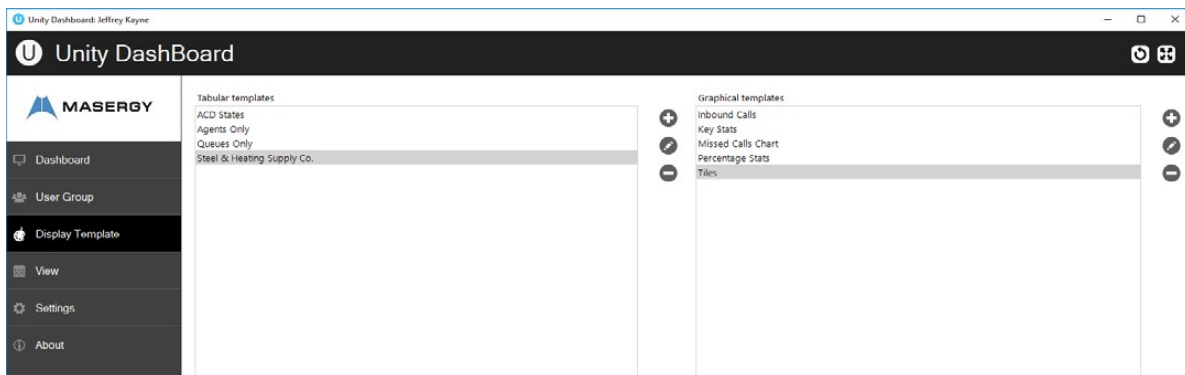 Unity Dashboard: Jeffrey Kayne
Unity DashBoard
MASERGY
Dashboard
User Group
Display Template
View
Settings
About
Tabular templates
ACD States
Agents Only
Queues Only
Steel & Heating Supply Co.
Graphical templates
Inbound Calls
Key Stats
Missed Calls Chart
Percentage Stats
Tiles